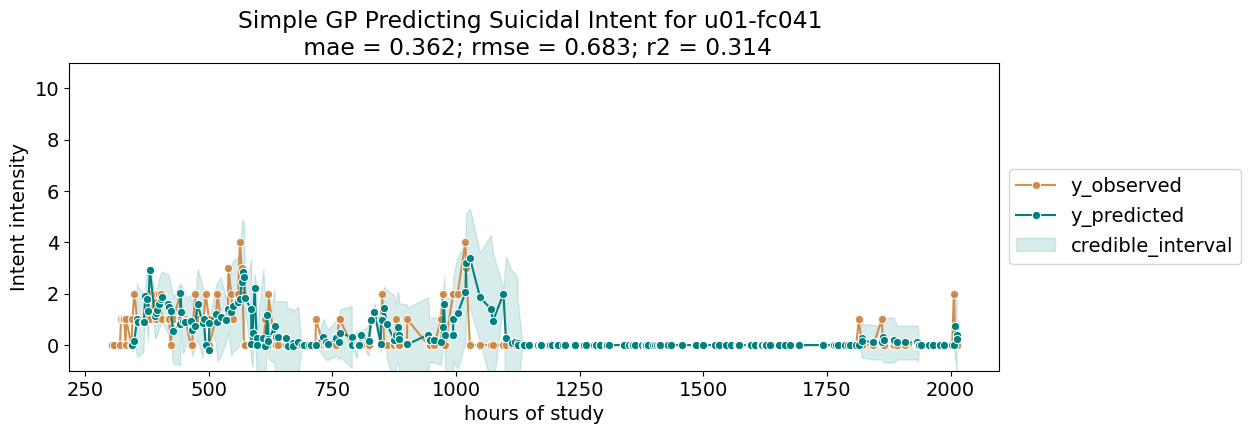 Simple GP Predicting Suicidal Intent for u01-fc041
mae = 0.362; rmse = 0.683; r2 = 0.314
Intent intensity
10
8
6
4
2
0
250
500
750
1000
1250
1500
1750
2000
hours of study
y_observed
y_predicted
credible_interval